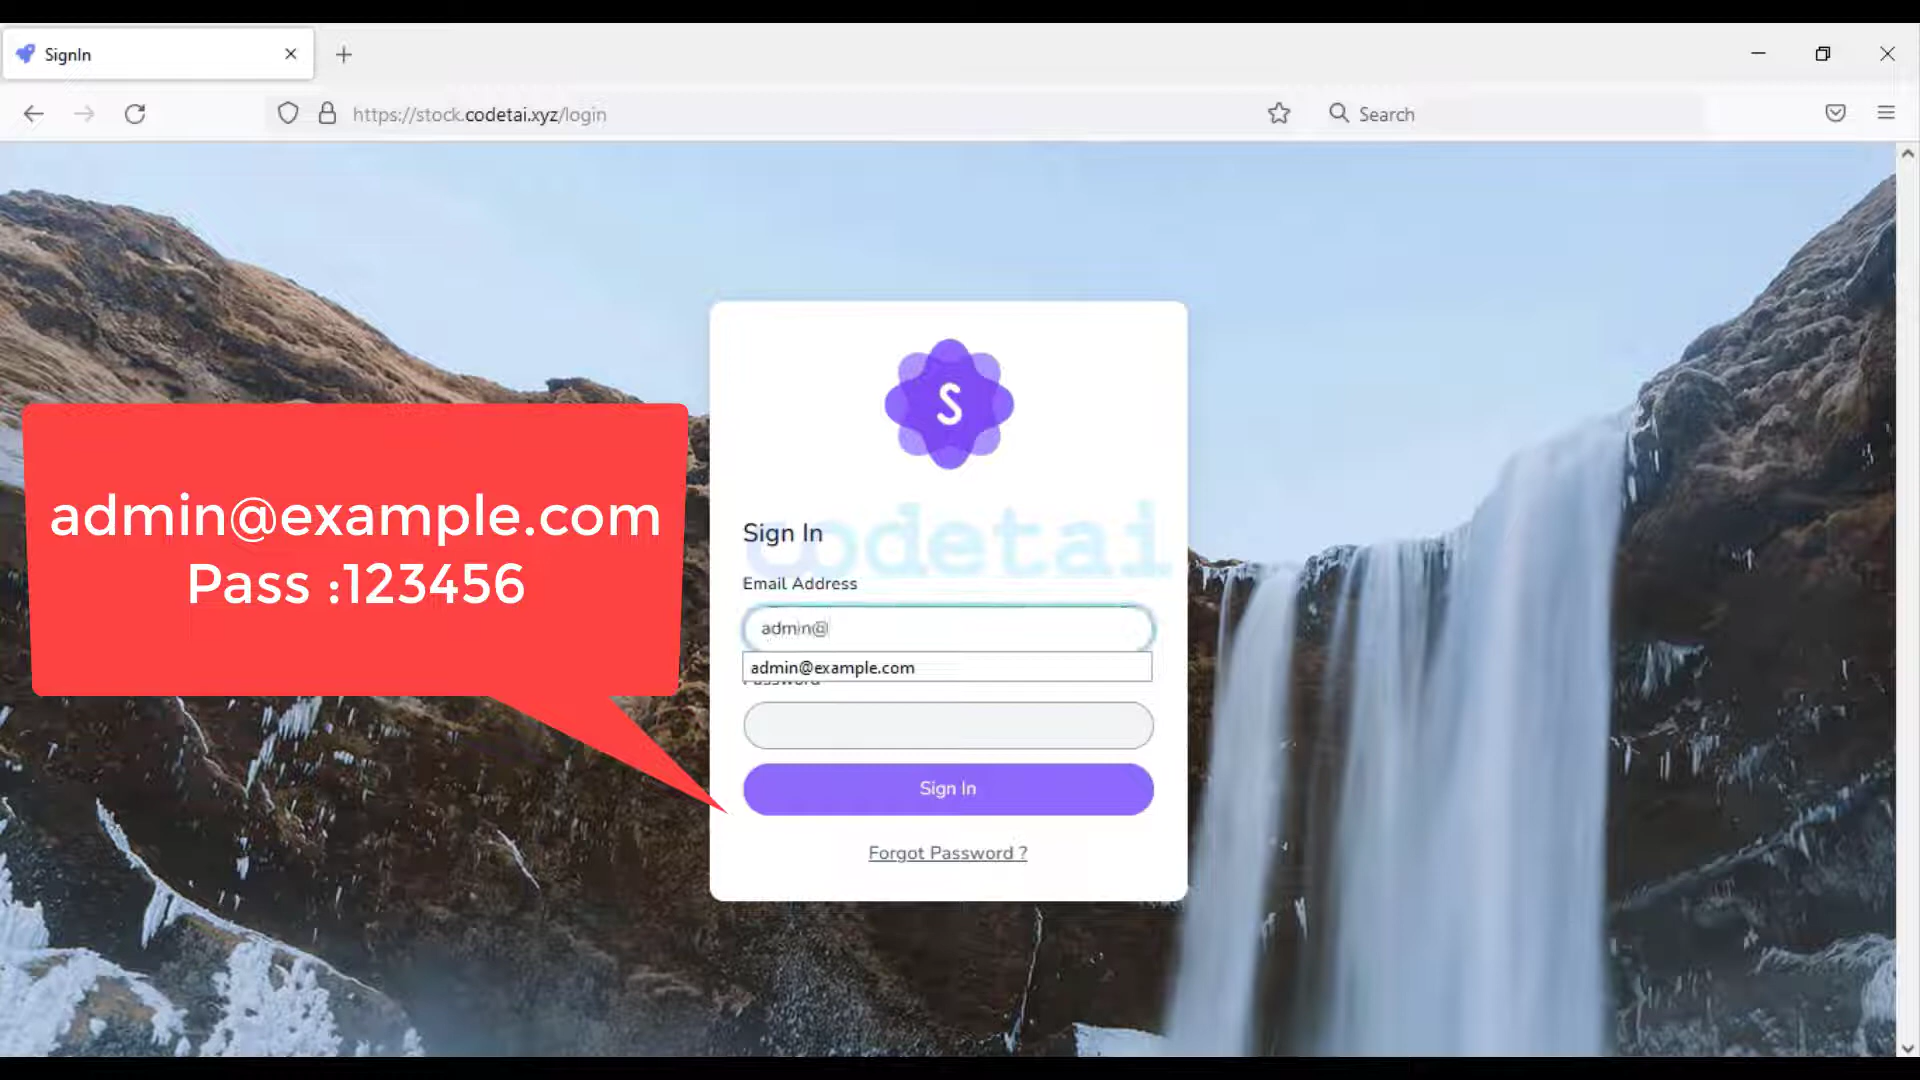 SignIn
https://stock.codetai.xyz/login
Search
S
codetai
Sign In
Email Address
admin@
admin@example.com
Password
Sign In
Forgot Password ?
admin@example.com
Pass :123456